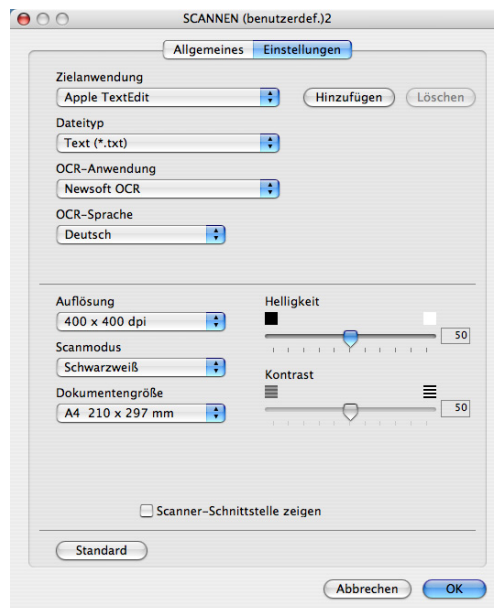 SCANNEN (benutzerdef.)2
Allgemeines Einstellungen
Zielanwendung
Apple TextEdit Hinzufügen Löschen
Dateityp
Text (*.txt)
OCR-Anwendung
Newsoft OCR
OCR-Sprache
Deutsch
Auflösung Helligkeit
400 x 400 dpi
50
Scanmodus
Schwarzweiß
Kontrast
Dokumentengröße
A4 210 x 297 mm 50
Scanner-Schnittstelle zeigen
Standard
Abbrechen OK